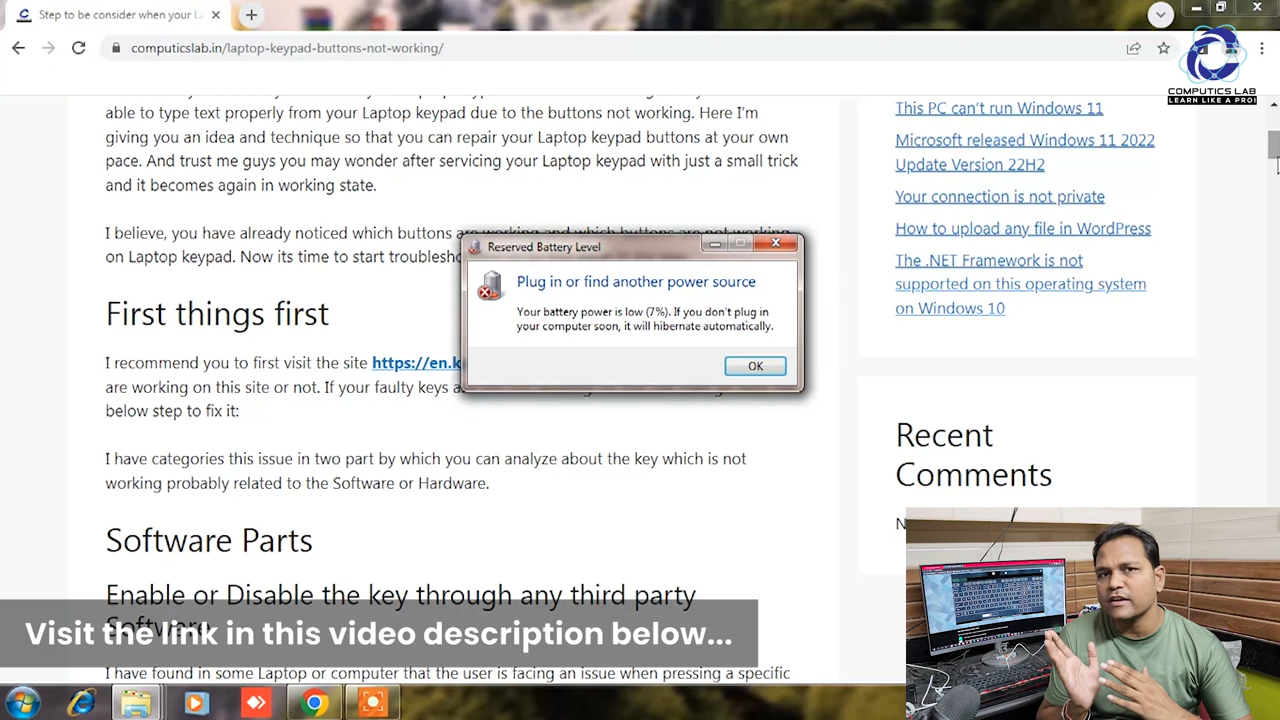 Step to be consider when your La
computicslab.in/laptop-keypad-buttons-not-working/
COMPUTICS LAB
LEARN LIKE A PRO!
able to type text properly from your Laptop keypad due to the buttons not working. Here I'm
giving you an idea and technique so that you can repair your Laptop keypad buttons at your own
pace. And trust me guys you may wonder after servicing your Laptop keypad with just a small trick
and it becomes again in working state.
I believe, you have already noticed which buttons are working and which buttons are not working
on Laptop keypad. Now its time to start troublesho
Reserved Battery Level
Plug in or find another power source
Your battery power is low (7%). If you don't plug in
your computer soon, it will hibernate automatically.
OK
First things first
I recommend you to first visit the site https://en.k
are working on this site or not. If your faulty keys a
below step to fix it:
I have categories this issue in two part by which you can analyze about the key which is not
working probably related to the Software or Hardware.
Software Parts
Enable or Disable the key through any third party
Software
I have found in some Laptop or computer that the user is facing an issue when pressing a specific
This PC can't run Windows 11
Microsoft released Windows 11 2022
Update Version 22H2
Your connection is not private
How to upload any file in WordPress
The .NET Framework is not
supported on this operating system
on Windows 10
Recent
Comments
N
Visit the link in this video description below...